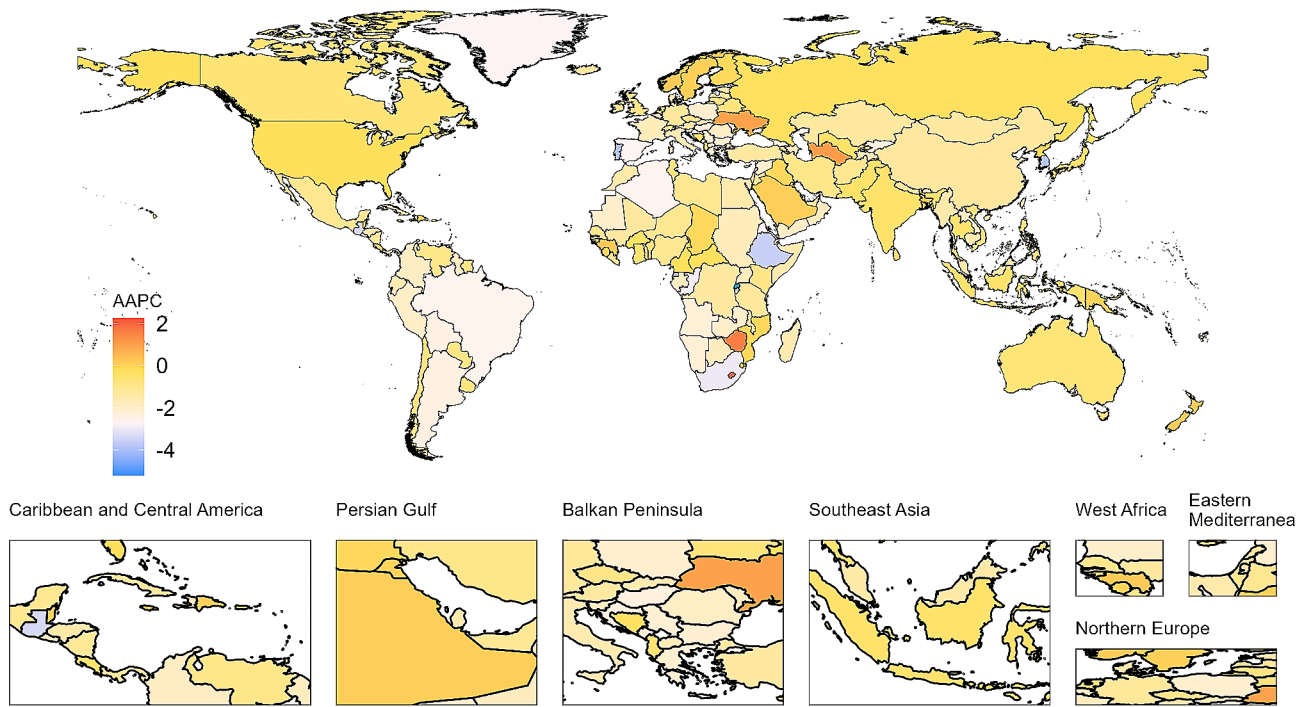 AAPC
2
0
-2
-4
Caribbean and Central America
Persian Gulf
Balkan Peninsula
Southeast Asia
West Africa
Eastern
Mediterranea
Northern Europe